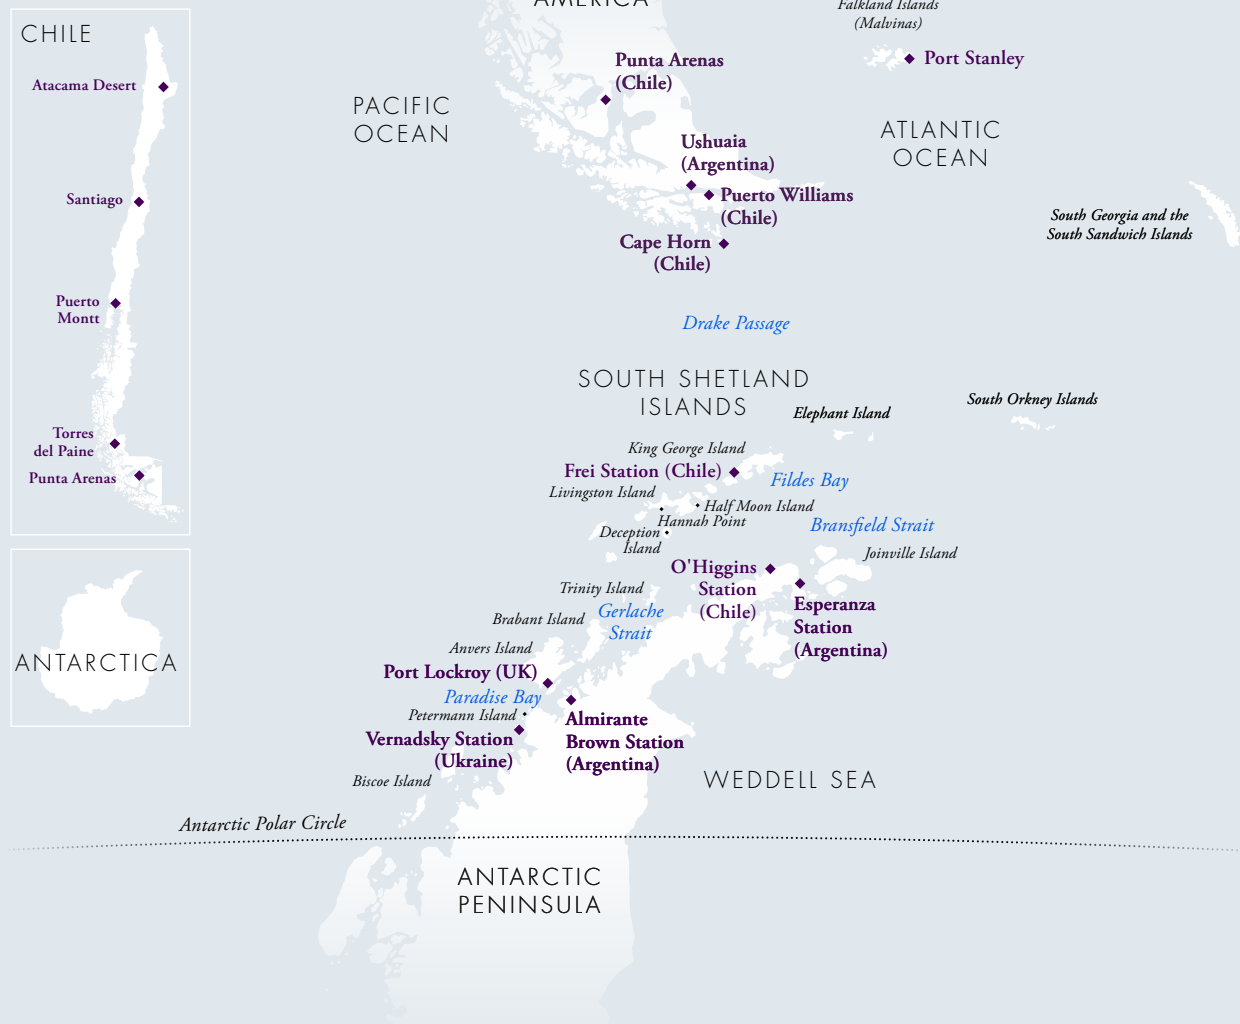 CHILE
Atacama Desert
Santiago
Puerto
Montt
Torres
del Paine
Punta Arenas
ANTARCTICA
AMERICA
Falkland Islands
(Malvinas)
Port Stanley
Punta Arenas
(Chile)
PACIFIC
OCEAN
ATLANTIC
OCEAN
Ushuaia
(Argentina)
Puerto Williams
(Chile)
Cape Horn
(Chile)
South Georgia and the
South Sandwich Islands
Drake Passage
SOUTH SHETLAND
ISLANDS
Elephant Island
South Orkney Islands
King George Island
Frei Station (Chile)
Fildes Bay
Livingston Island
Half Moon Island
Hannah Point
Deception
Island
Bransfield Strait
Joinville Island
O'Higgins
Station
(Chile)
Esperanza
Station
(Argentina)
Trinity Island
Gerlache
Strait
Brabant Island
Anvers Island
Port Lockroy (UK)
Paradise Bay
Petermann Island
Almirante
Brown Station
(Argentina)
Vernadsky Station
(Ukraine)
Biscoe Island
WEDDELL SEA
Antarctic Polar Circle
ANTARCTIC
PENINSULA